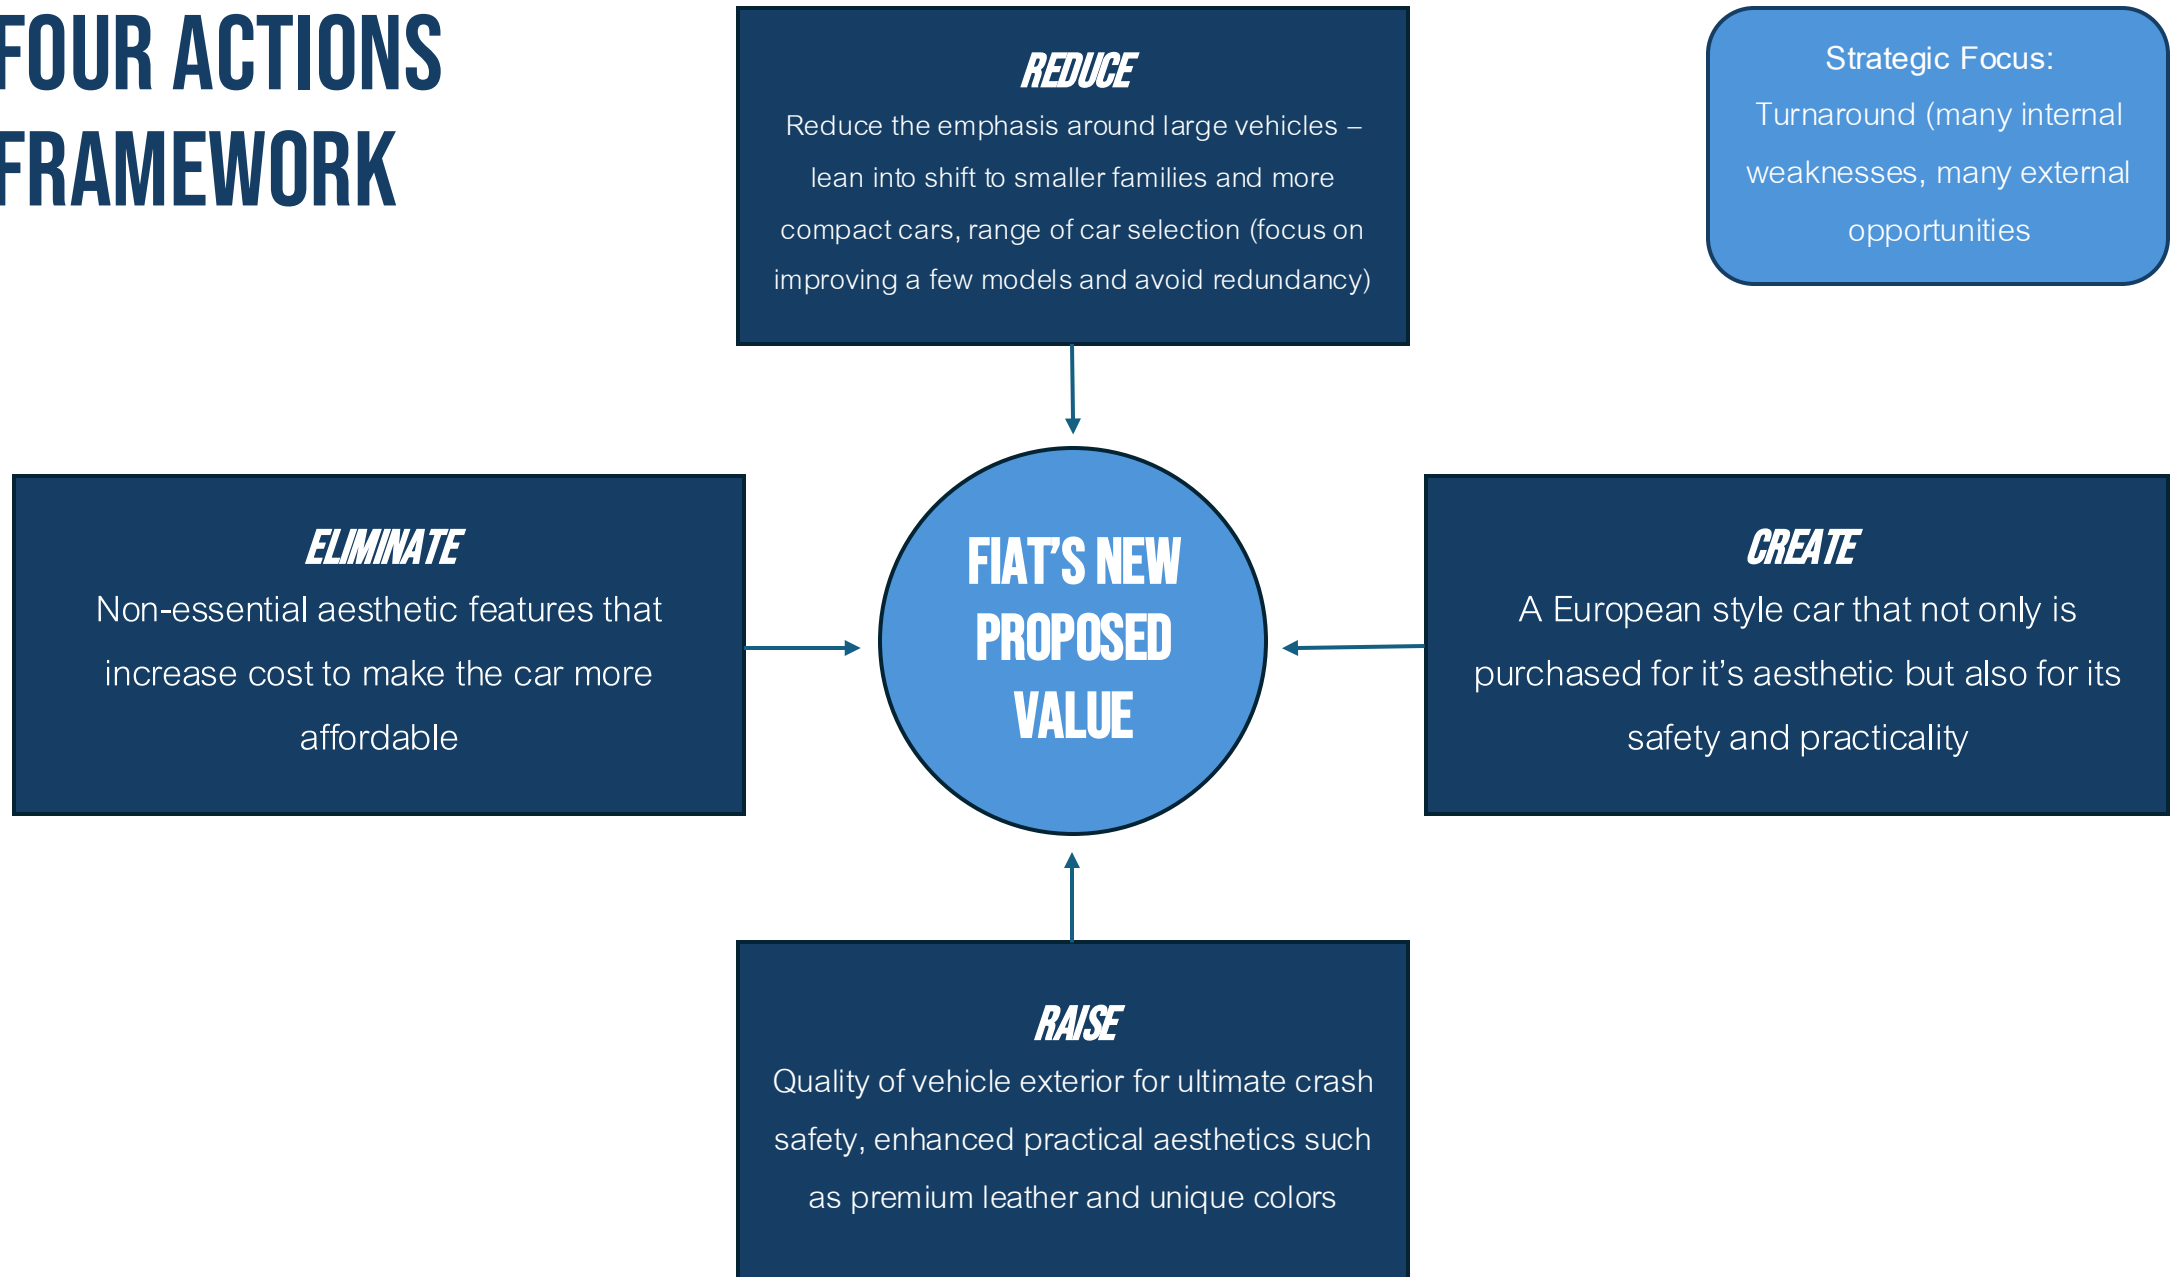 FOUR ACTIONS
FRAMEWORK
REDUCE
Reduce the emphasis around large vehicles –
lean into shift to smaller families and more
compact cars, range of car selection (focus on
improving a few models and avoid redundancy)
Strategic Focus:
Turnaround (many internal
weaknesses, many external
opportunities
ELIMINATE
Non-essential aesthetic features that
increase cost to make the car more
affordable
FIAT’S NEW
PROPOSED
VALUE
CREATE
A European style car that not only is
purchased for it’s aesthetic but also for its
safety and practicality
RAISE
Quality of vehicle exterior for ultimate crash
safety, enhanced practical aesthetics such
as premium leather and unique colors